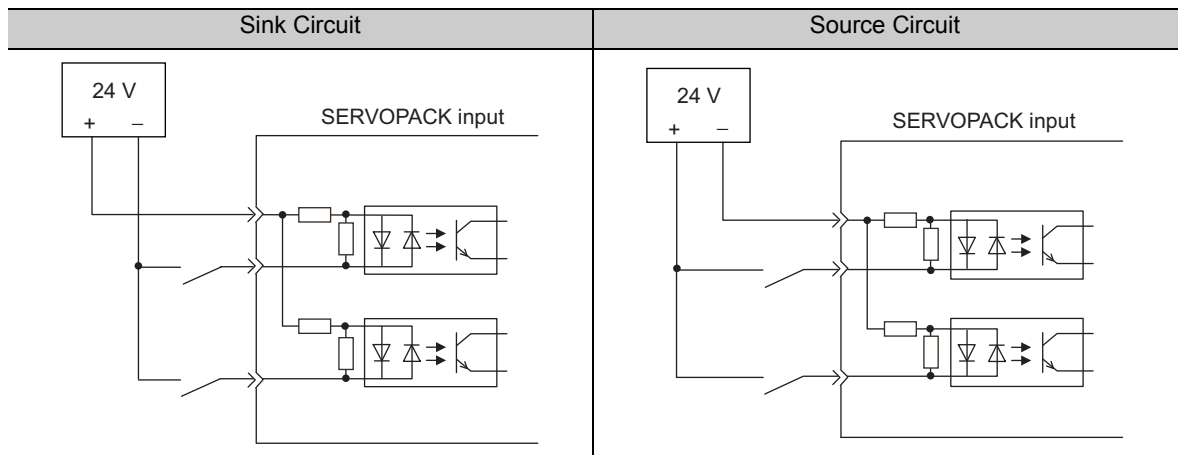 Sink Circuit
Source Circuit
24 V
+ −
SERVOPACK input
24 V
+ −
SERVOPACK input